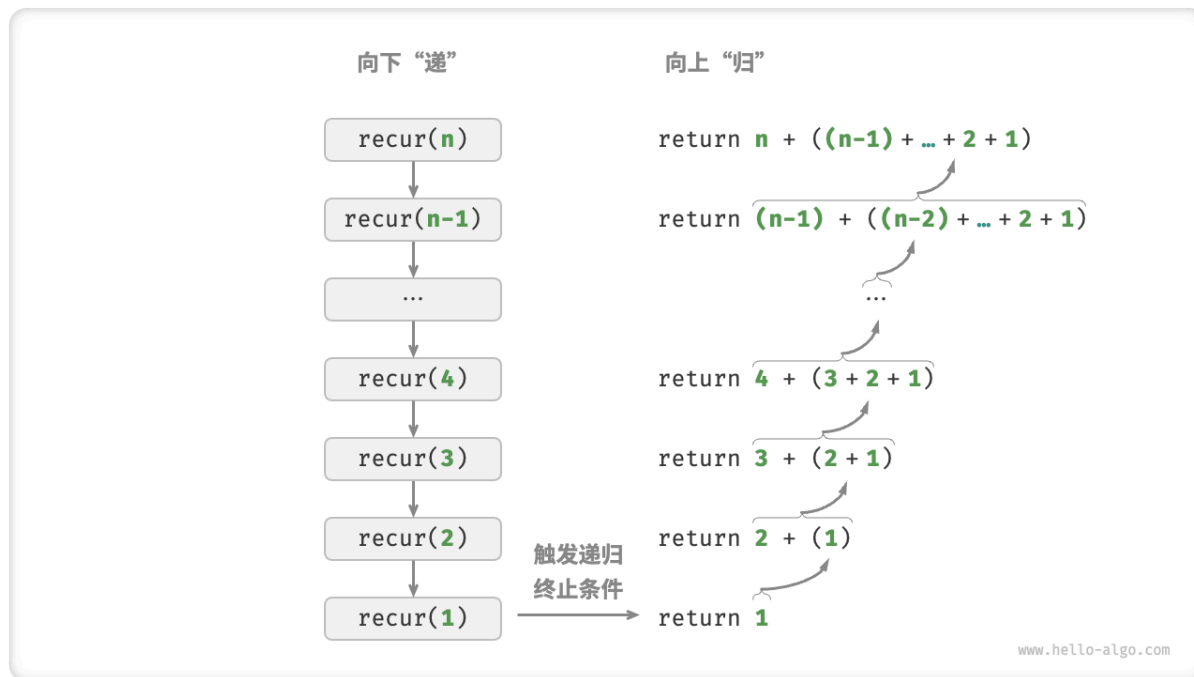 向下“递”
向上“归”
recur(n)
return n + ((n-1) + … + 2 + 1)
recur(n-1)
return (n-1) + ((n-2) + … + 2 + 1)
…
…
recur(4)
return 4 + (3 + 2 + 1)
recur(3)
return 3 + (2 + 1)
recur(2)
return 2 + (1)
触发递归
终止条件
recur(1)
return 1
www.hello-algo.com